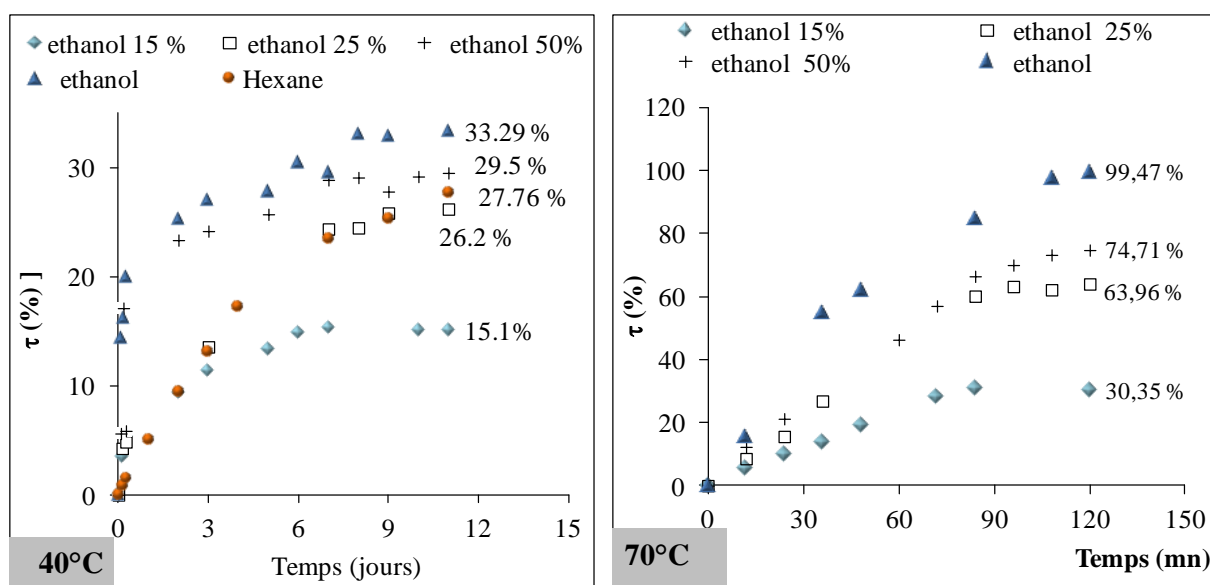 ethanol 15 % ethanol 25 % ethanol 50%
ethanol Hexane
30
20
10
0
τ (%) ]
33.29 %
29.5 %
27.76 %
26.2 %
15.1%
0 3 6 9 12 15
Temps (jours)
40°C
ethanol 15% ethanol 25%
ethanol 50% ethanol
120
100
80
60
40
20
0
τ (%)
99,47 %
74,71 %
63,96 %
30,35 %
0 30 60 90 120 150
Temps (mn)
70°C